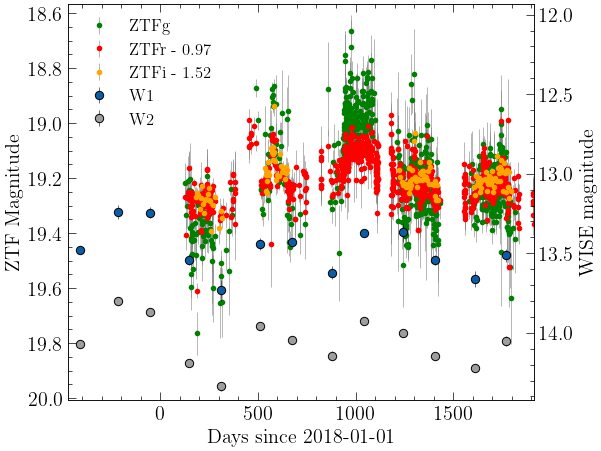 ZTFg
ZTFr - 0.97
ZTFi - 1.52
W1
W2
18.6
18.8
19.0
19.2
19.4
19.6
19.8
20.0
ZTF Magnitude
12.0
12.5
13.0
13.5
14.0
WISE magnitude
0
500
1000
1500
Days since 2018-01-01